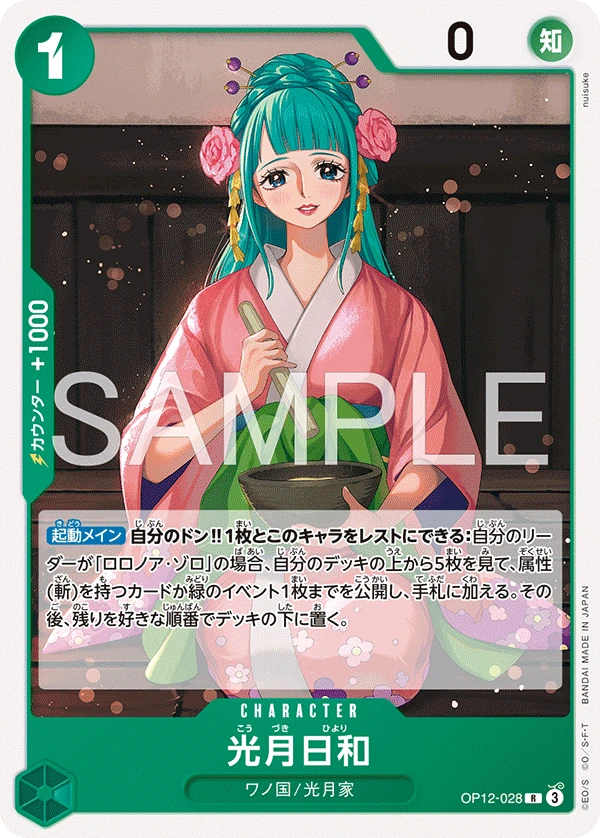 1
0
知
nuisuke
カウンター +1000
SAMPLE
起動メイン 自分のドン!!1枚とこのキャラをレストにできる:自分のリー
ダーが「ロロノア・ゾロ」の場合、自分のデッキの上から5枚を見て、属性
(斬)を持つカードか緑のイベント1枚までを公開し、手札に加える。その
後、残りを好きな順番でデッキの下に置く。
CHARACTER
こう づき ひより
光月日和
ワノ国/光月家
OP12-028 R 3
©E.O/S ©O/S・F・T BANDAI MADE IN JAPAN